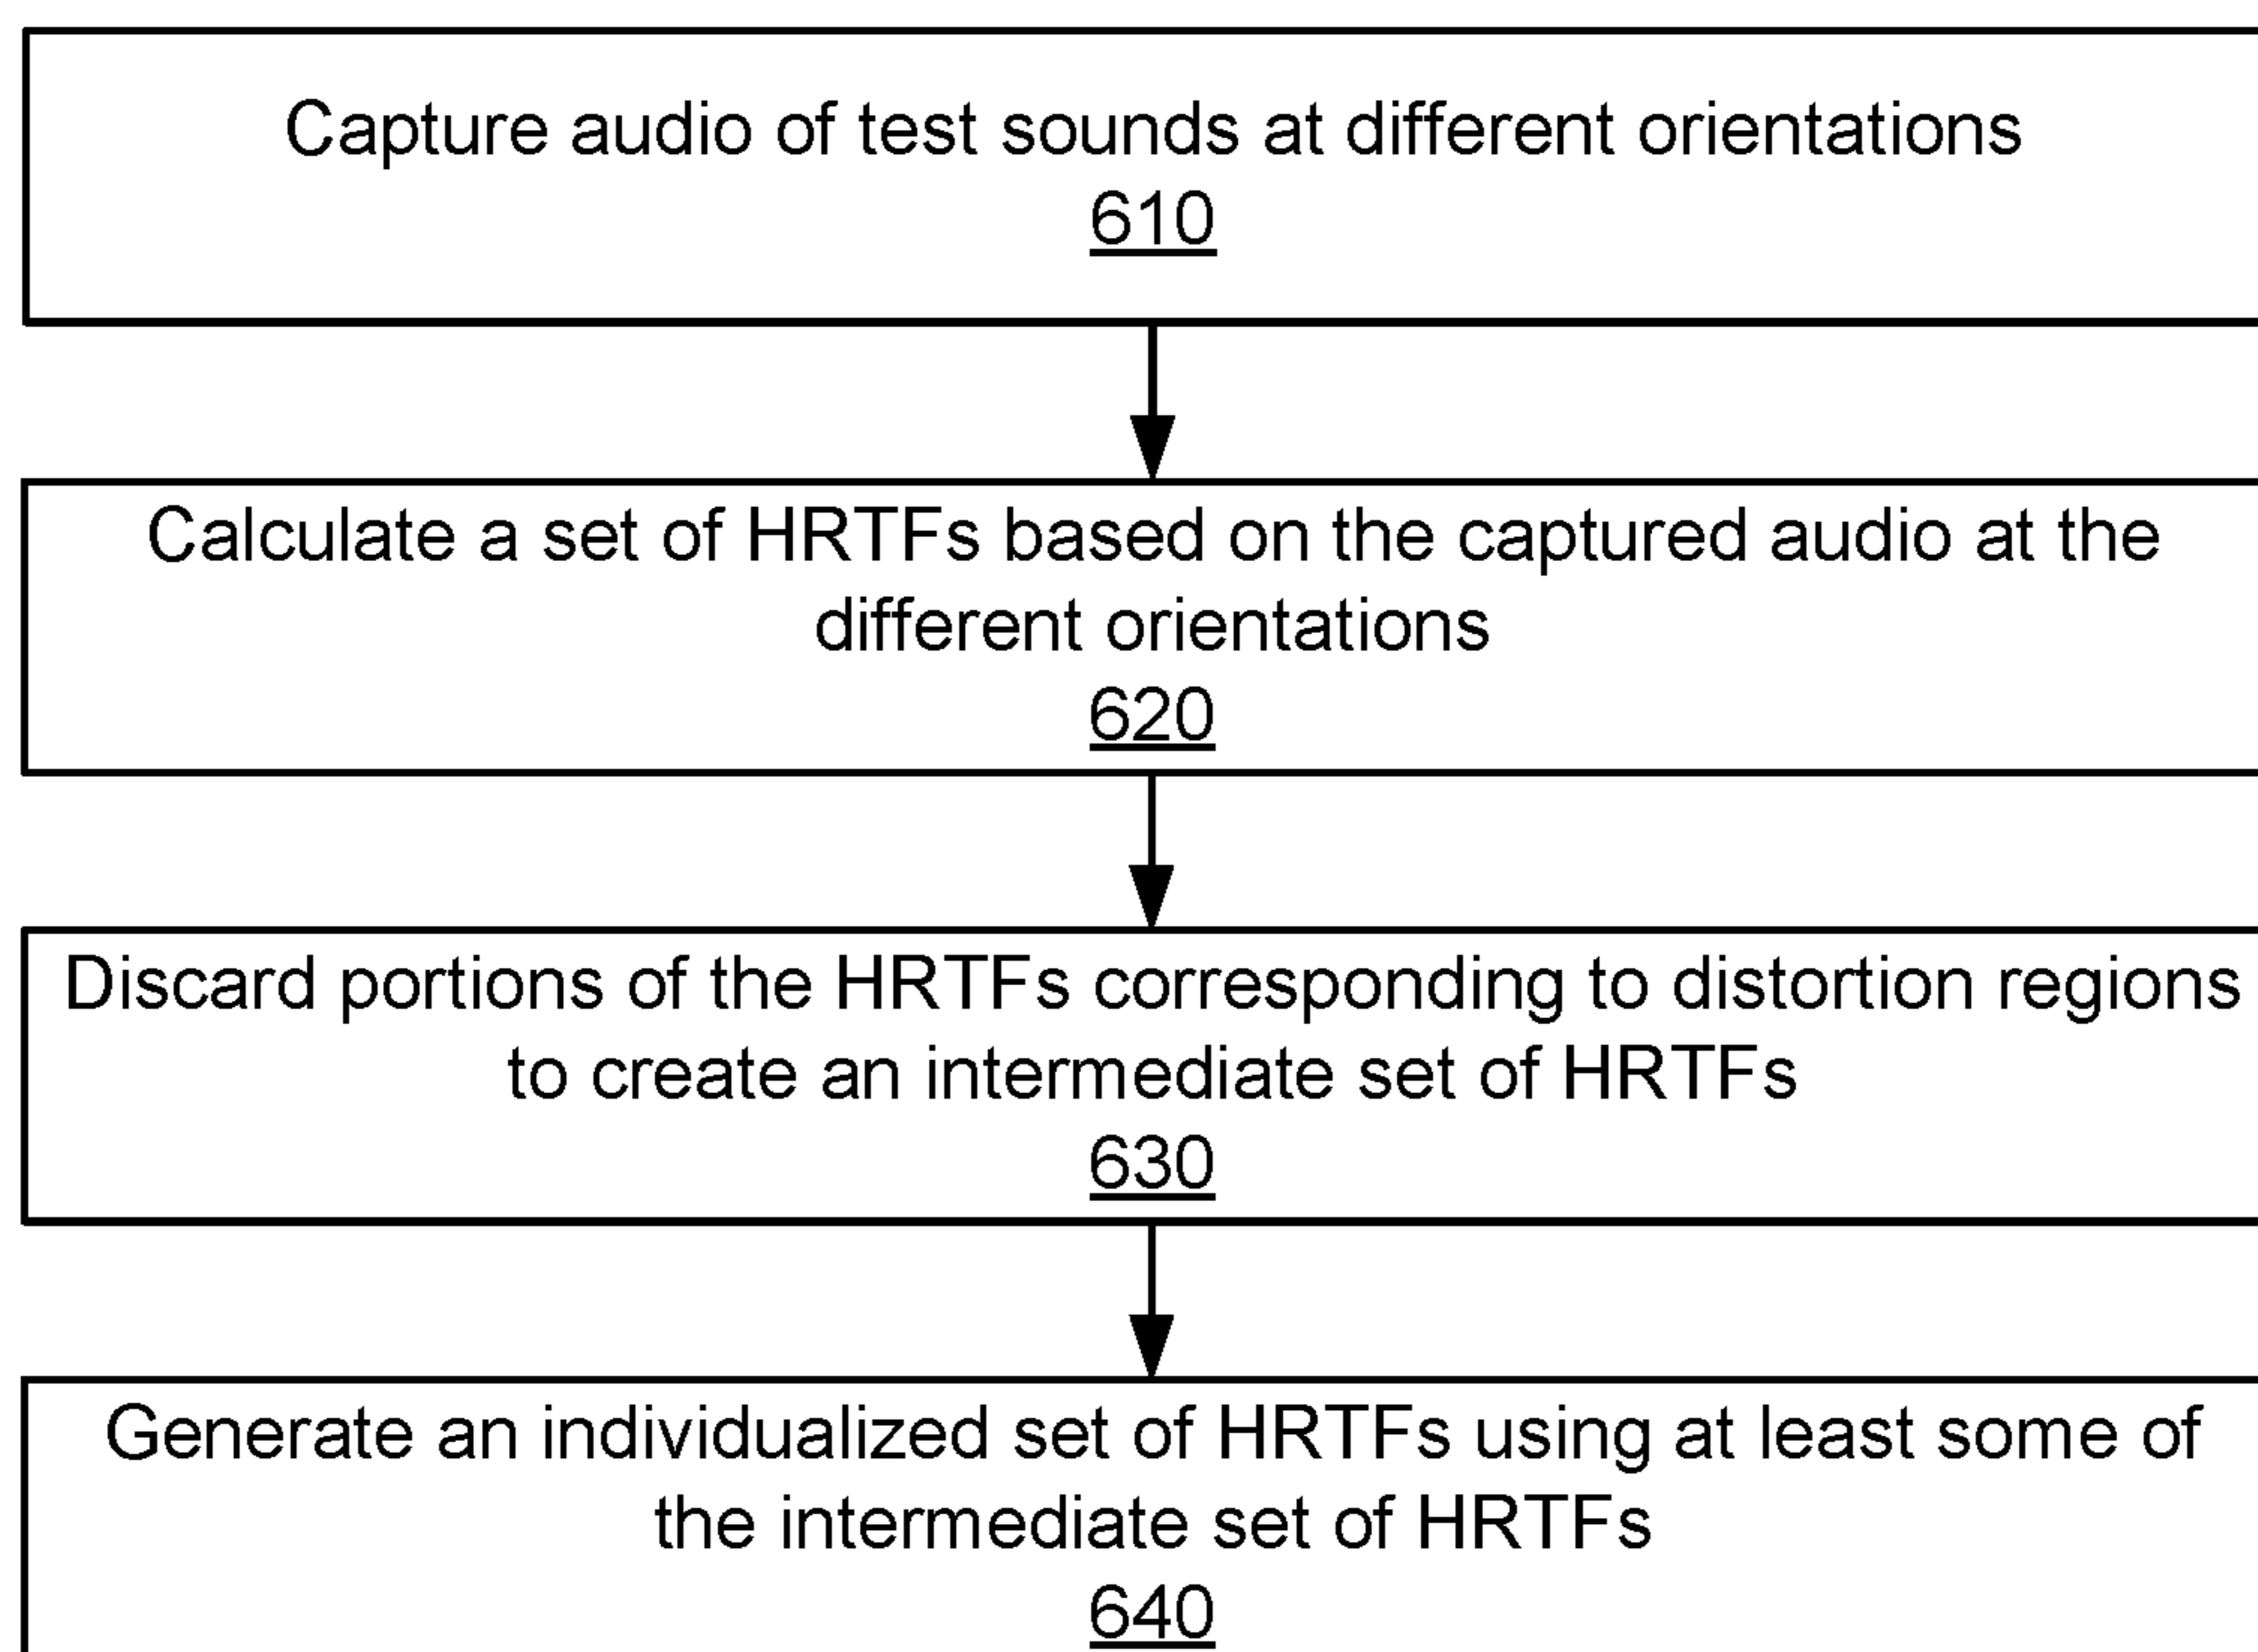 Capture audio of test sounds at different orientations
610
Calculate a set of HRTFs based on the captured audio at the
different orientations
620
Discard portions of the HRTFs corresponding to distortion regions
to create an intermediate set of HRTFs
630
Generate an individualized set of HRTFs using at least some of
the intermediate set of HRTFs
640